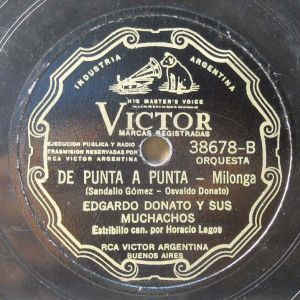 INDUSTRIA ARGENTINA
HIS MASTER'S VOICE
VICTOR
MARCAS REGISTRADAS
EJECUCION PUBLICA Y RADIO
TRASMISION RESERVADAS POR
RCA VICTOR ARGENTINA
38678-B
ORQUESTA
DE PUNTA A PUNTA - Milonga
(Sandalio Gómez - Osvaldo Donato)
EDGARDO DONATO Y SUS
MUCHACHOS
Estribillo can. por Horacio Lagos
RCA VICTOR ARGENTINA
BUENOS AIRES